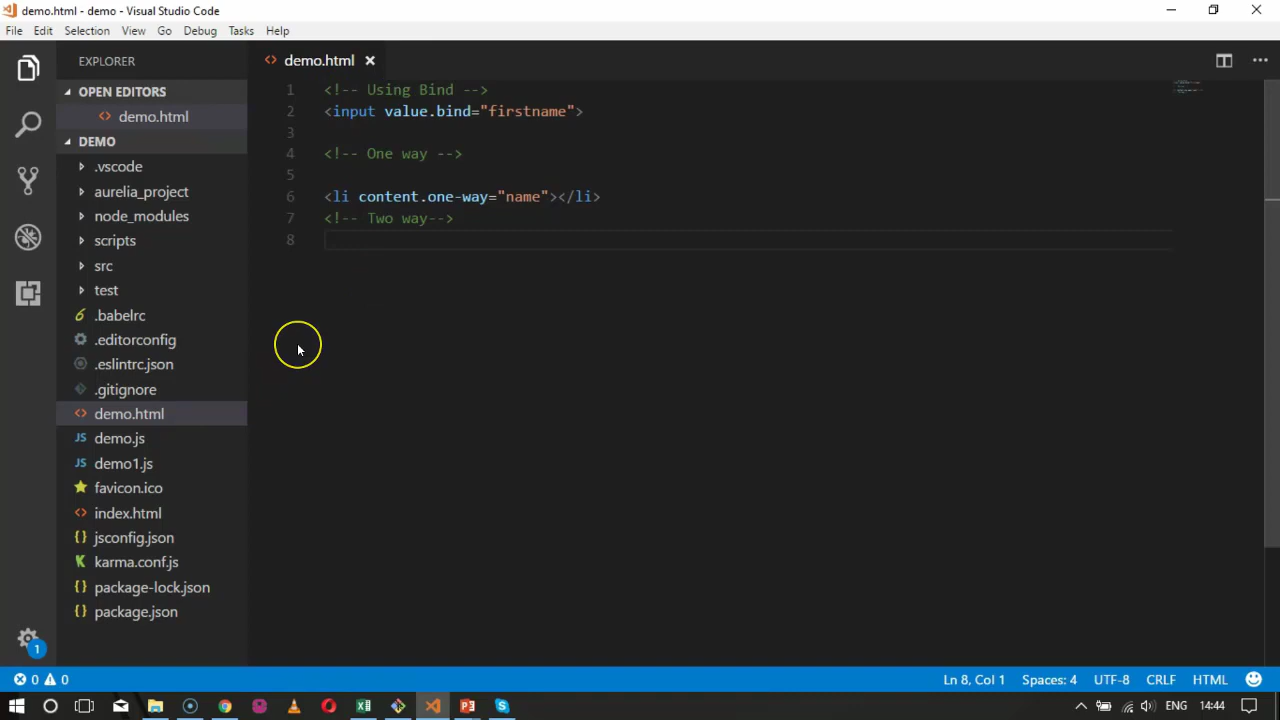 demo.html - demo - Visual Studio Code
File Edit Selection View Go Debug Tasks Help
EXPLORER
OPEN EDITORS
demo.html
DEMO
.vscode
aurelia_project
node_modules
scripts
src
test
.babelrc
.editorconfig
.eslintrc.json
.gitignore
demo.html
demo.js
demo1.js
favicon.ico
index.html
jsconfig.json
karma.conf.js
package-lock.json
package.json
demo.html
1 <!-- Using Bind -->
2 <input value.bind="firstname">
3
4 <!-- One way -->
5
6 <li content.one-way="name"></li>
7 <!-- Two way-->
8
1
0 0 Ln 8, Col 1 Spaces: 4 UTF-8 CRLF HTML
ENG 14:44